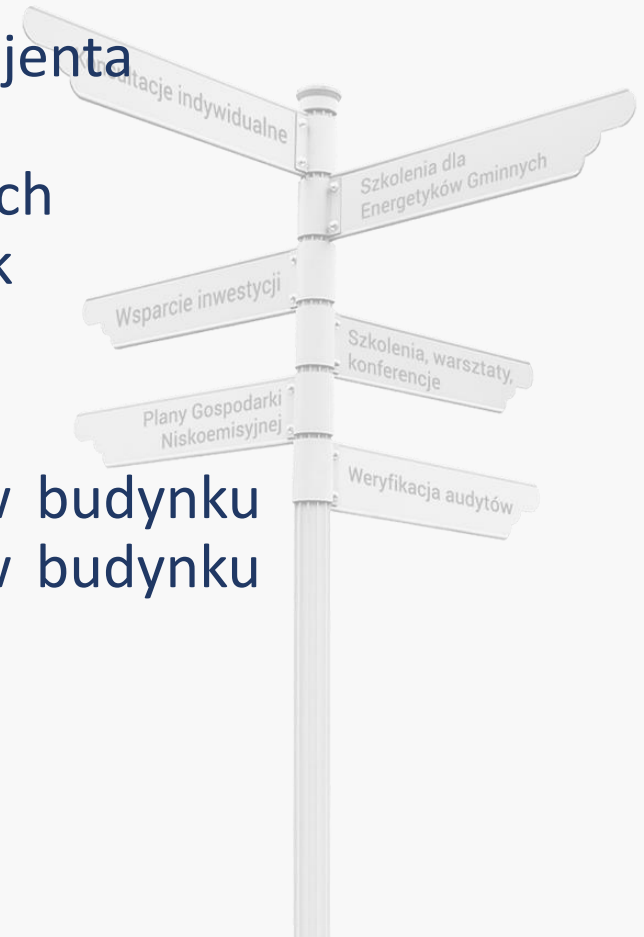 jenta
Konsultacje indywidualne
ch
Szkolenia dla
Energetyków Gminnych
k
Wsparcie inwestycji
Szkolenia, warsztaty,
konferencje
Plany Gospodarki
Niskoemisyjnej
w budynku
Weryfikacja audytów
w budynku